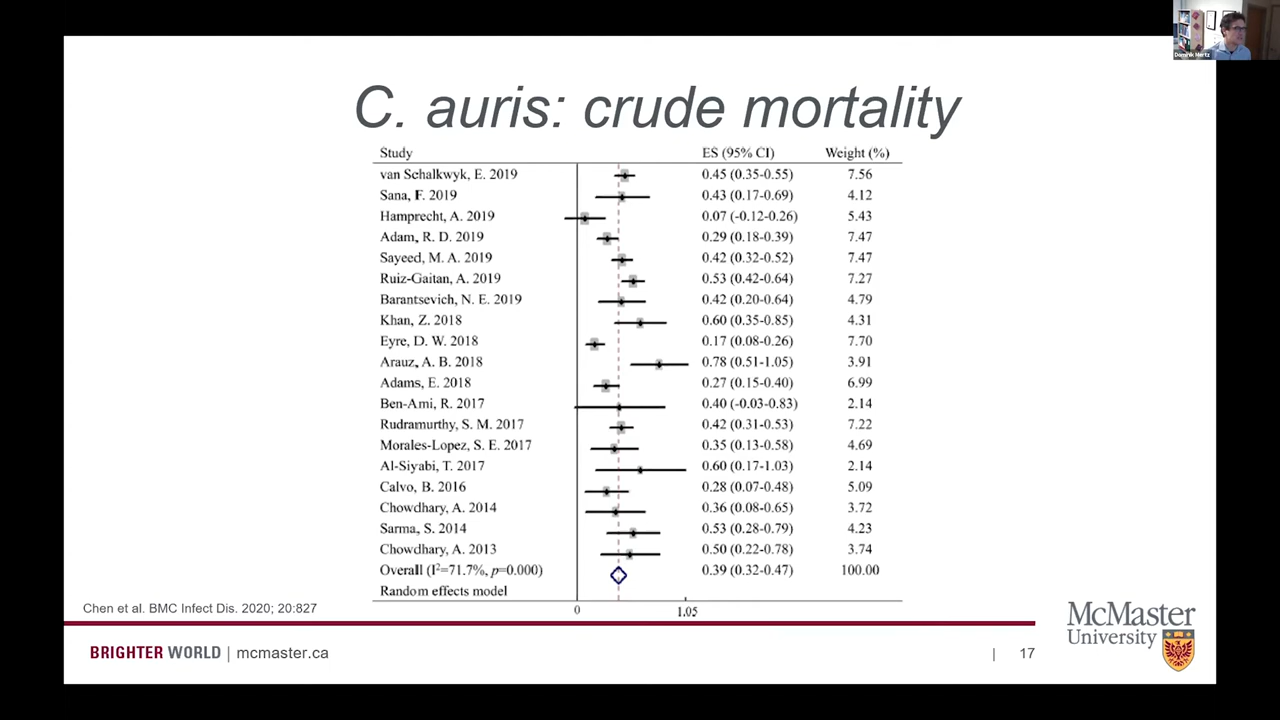 Dominik Mertz
C. auris: crude mortality
Study ES (95% CI) Weight (%)
van Schalkwyk, E. 2019 0.45 (0.35-0.55) 7.56
Sana, F. 2019 0.43 (0.17-0.69) 4.12
Hamprecht, A. 2019 0.07 (-0.12-0.26) 5.43
Adam, R. D. 2019 0.29 (0.18-0.39) 7.47
Sayeed, M. A. 2019 0.42 (0.32-0.52) 7.47
Ruiz-Gaitan, A. 2019 0.53 (0.42-0.64) 7.27
Barantsevich, N. E. 2019 0.42 (0.20-0.64) 4.79
Khan, Z. 2018 0.60 (0.35-0.85) 4.31
Eyre, D. W. 2018 0.17 (0.08-0.26) 7.70
Arauz, A. B. 2018 0.78 (0.51-1.05) 3.91
Adams, E. 2018 0.27 (0.15-0.40) 6.99
Ben-Ami, R. 2017 0.40 (-0.03-0.83) 2.14
Rudramurthy, S. M. 2017 0.42 (0.31-0.53) 7.22
Morales-Lopez, S. E. 2017 0.35 (0.13-0.58) 4.69
Al-Siyabi, T. 2017 0.60 (0.17-1.03) 2.14
Calvo, B. 2016 0.28 (0.07-0.48) 5.09
Chowdhary, A. 2014 0.36 (0.08-0.65) 3.72
Sarma, S. 2014 0.53 (0.28-0.79) 4.23
Chowdhary, A. 2013 0.50 (0.22-0.78) 3.74
Overall (I²=71.7%, p=0.000) 0.39 (0.32-0.47) 100.00
Random effects model
0 1.05
Chen et al. BMC Infect Dis. 2020; 20:827
McMaster
University
BRIGHTER WORLD | mcmaster.ca
| 17